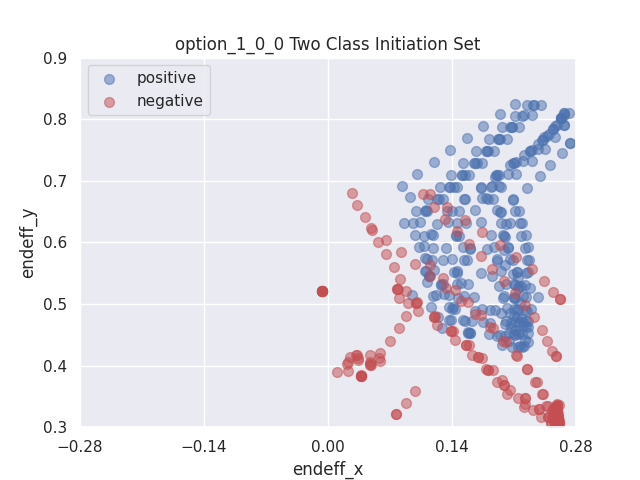 option_1_0_0 Two Class Initiation Set
positive
negative
endeff_y
0.9
0.8
0.7
0.6
0.5
0.4
0.3
−0.28 −0.14 0.00 0.14 0.28
endeff_x